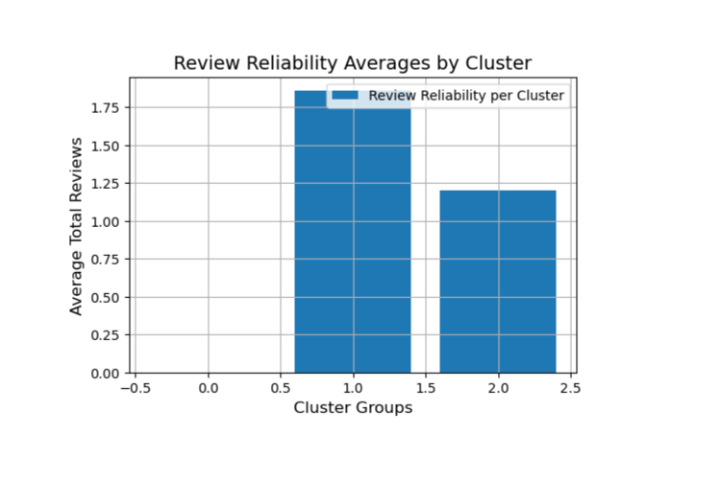 Review Reliability Averages by Cluster
Review Reliability per Cluster
Average Total Reviews
1.75
1.50
1.25
1.00
0.75
0.50
0.25
0.00
−0.5 0.0 0.5 1.0 1.5 2.0 2.5
Cluster Groups